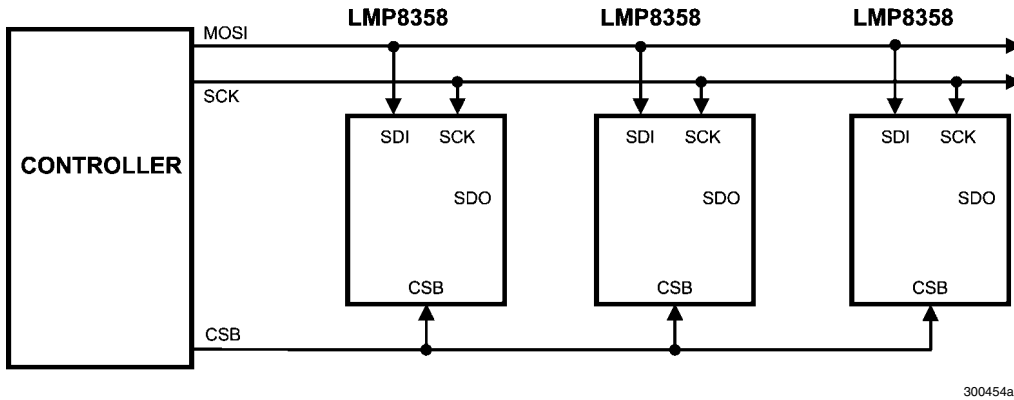 LMP8358 LMP8358 LMP8358
MOSI
SCK
CONTROLLER
SDI SCK SDI SCK SDI SCK
SDO SDO SDO
CSB CSB CSB
CSB
300454a